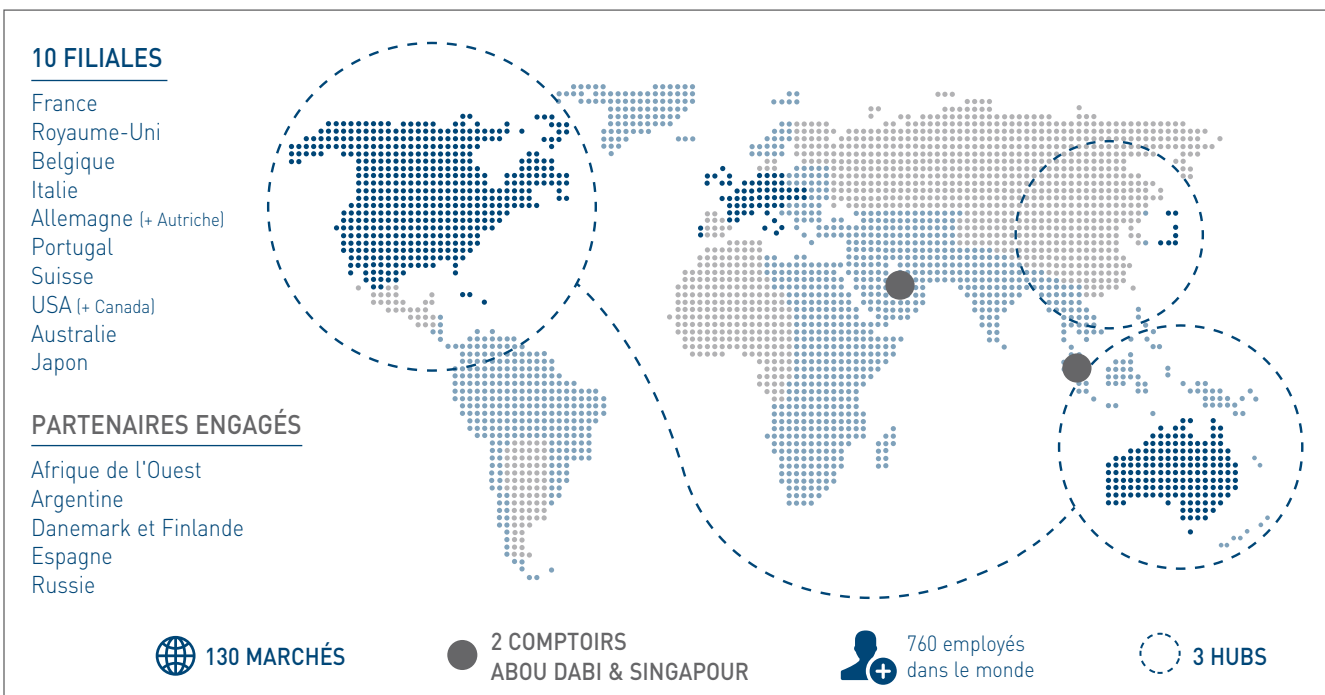 10 FILIALES
France
Royaume-Uni
Belgique
Italie
Allemagne (+ Autriche)
Portugal
Suisse
USA (+ Canada)
Australie
Japon
PARTENAIRES ENGAGÉS
Afrique de l'Ouest
Argentine
Danemark et Finlande
Espagne
Russie
130 MARCHÉS
2 COMPTOIRS
ABOU DABI & SINGAPOUR
760 employés
dans le monde
3 HUBS